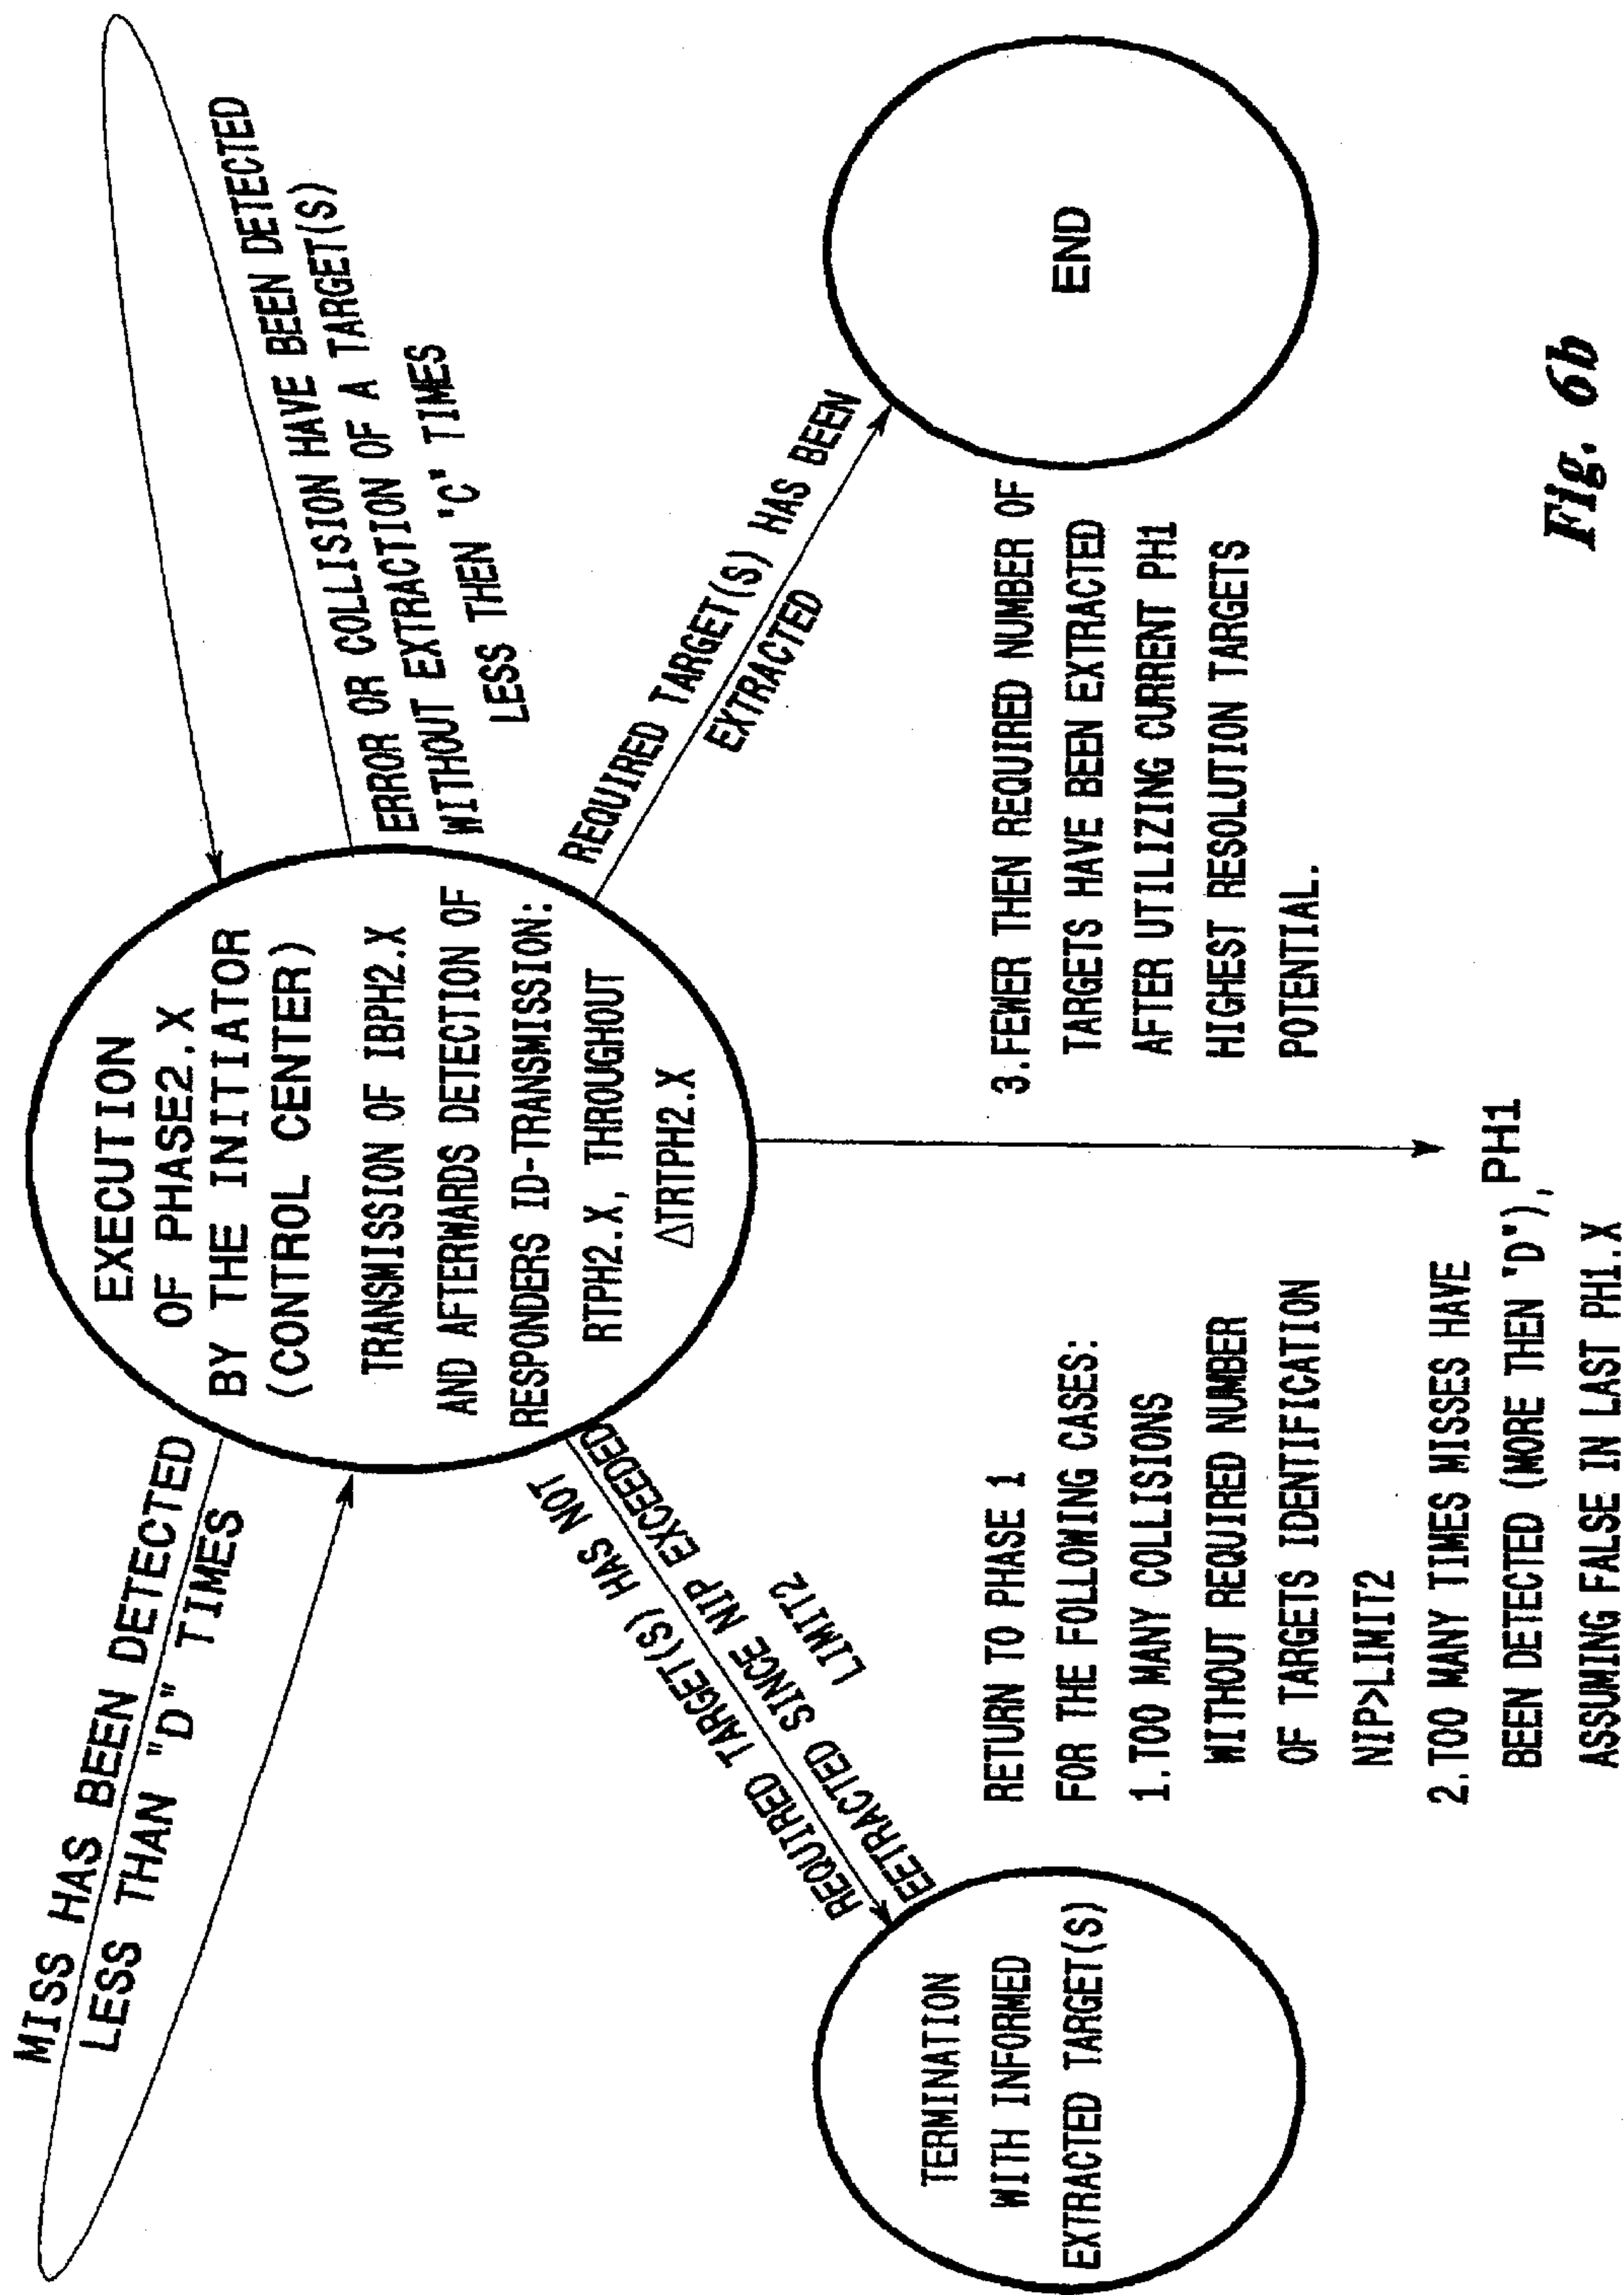 MISS HAS BEEN DETECTED
LESS THAN "D" TIMES
EXECUTION
OF PHASE2.X
BY THE INITIATOR
(CONTROL CENTER)
TRANSMISSION OF IBPH2.X
AND AFTERWARDS DETECTION OF
RESPONDERS ID-TRANSMISSION:
RTPH2.X, THROUGHOUT
ΔTRTPH2.X
ERROR OR COLLISION HAVE BEEN DETECTED
WITHOUT EXTRACTION OF A TARGET(S)
LESS THEN "C" TIMES
REQUIRED TARGET(S) HAS NOT
EETRACTED SINCE NIP EXCEEDED
LIMIT2
REQUIRED TARGET(S) HAS BEEN
EXTRACTED
TERMINATION
WITH INFORMED
EXTRACTED TARGET(S)
END
RETURN TO PHASE 1
FOR THE FOLLOWING CASES:
1.TOO MANY COLLISIONS
WITHOUT REQUIRED NUMBER
OF TARGETS IDENTIFICATION
NIP>LIMIT2
2.TOO MANY TIMES MISSES HAVE
BEEN DETECTED (MORE THEN "D"),
ASSUMING FALSE IN LAST PH1.X
PH1
3.FEWER THEN REQUIRED NUMBER OF
TARGETS HAVE BEEN EXTRACTED
AFTER UTILIZING CURRENT PH1
HIGHEST RESOLUTION TARGETS
POTENTIAL.
Fig. 6b